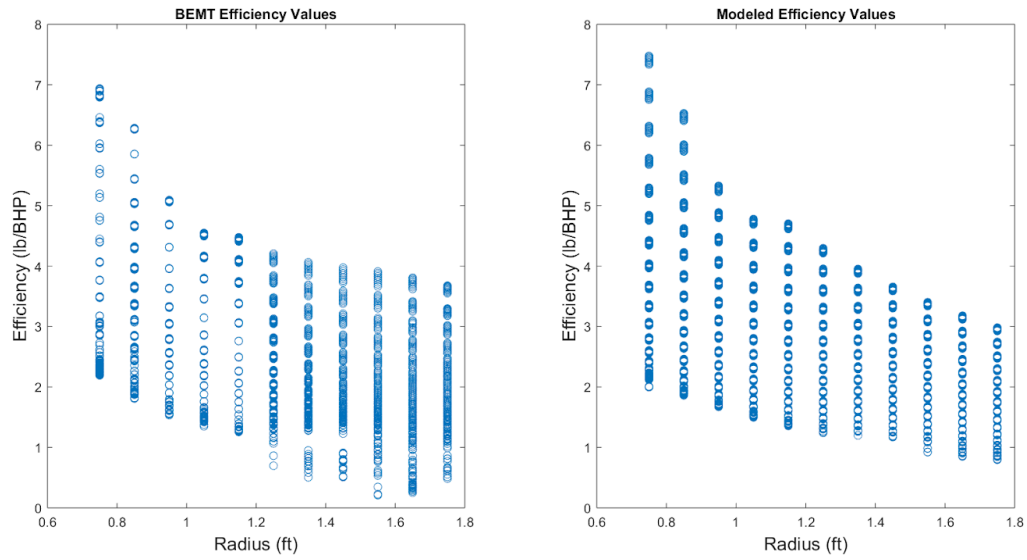 BEMT Efficiency Values
8
7
6
5
4
3
2
1
0
Efficiency (lb/BHP)
0.6 0.8 1 1.2 1.4 1.6 1.8
Radius (ft)
Modeled Efficiency Values
8
7
6
5
4
3
2
1
0
Efficiency (lb/BHP)
0.6 0.8 1 1.2 1.4 1.6 1.8
Radius (ft)